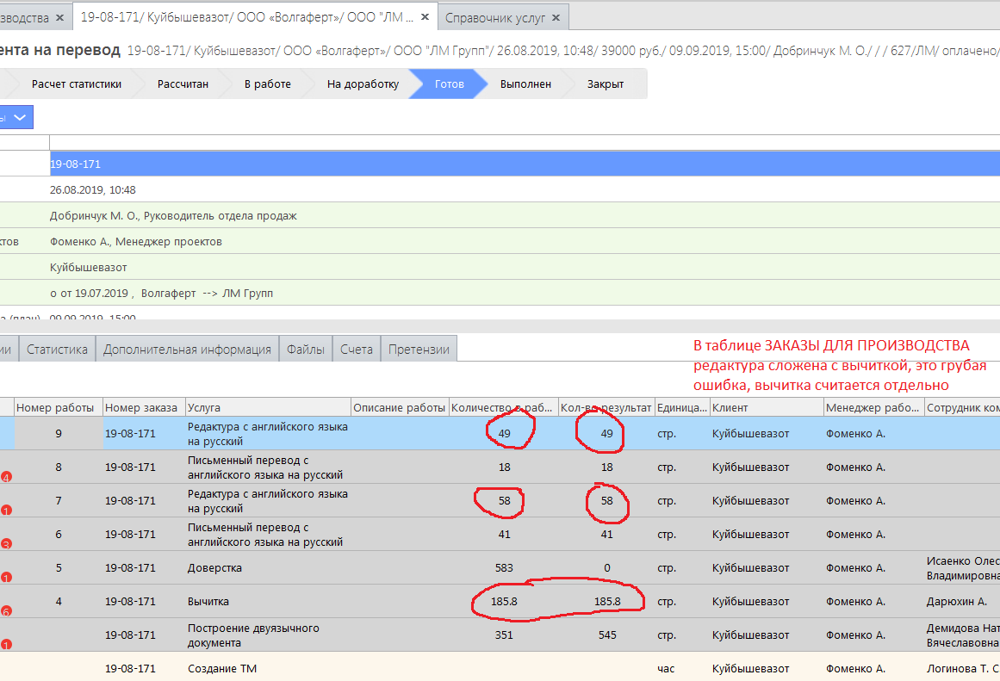 зводства × 19-08-171/ Куйбышевазот/ ООО «Волгаферт»/ ООО "ЛМ ... × Справочник услуг ×
ента на перевод 19-08-171/ Куйбышевазот/ ООО «Волгаферт»/ ООО "ЛМ Групп"/ 26.08.2019, 10:48/ 39000 руб./ 09.09.2019, 15:00/ Добринчук М. О./ / / 627/ЛМ/ оплачено/
Расчет статистики Рассчитан В работе На доработку Готов Выполнен Закрыт
ы
19-08-171
26.08.2019, 10:48
Добринчук М. О., Руководитель отдела продаж
ктов Фоменко А., Менеджер проектов
Куйбышевазот
о от 19.07.2019 , Волгаферт --> ЛМ Групп
а (план) 09.09.2019, 15:00
ии Статистика Дополнительная информация Файлы Счета Претензии
В таблице ЗАКАЗЫ ДЛЯ ПРОИЗВОДСТВА
редактура сложена с вычиткой, это грубая
ошибка, вычитка считается отдельно
Номер работы Номер заказа Услуга Описание работы Количество в раб... Кол-во результат Единица... Клиент Менеджер рабо... Сотрудник ком
9 19-08-171 Редактура с английского языка на русский 49 49 стр. Куйбышевазот Фоменко А.
4 8 19-08-171 Письменный перевод с английского языка на русский 18 18 стр. Куйбышевазот Фоменко А.
1 7 19-08-171 Редактура с английского языка на русский 58 58 стр. Куйбышевазот Фоменко А.
3 6 19-08-171 Письменный перевод с английского языка на русский 41 41 стр. Куйбышевазот Фоменко А.
1 5 19-08-171 Доверстка 583 0 стр. Куйбышевазот Фоменко А. Исаенко Олес Владимировна
6 4 19-08-171 Вычитка 185.8 185.8 стр. Куйбышевазот Фоменко А. Дарюхин А.
1 19-08-171 Построение двуязычного документа 351 545 стр. Куйбышевазот Фоменко А. Демидова Нат Вячеславовна
19-08-171 Создание ТМ час Куйбышевазот Фоменко А. Логинова Т. С